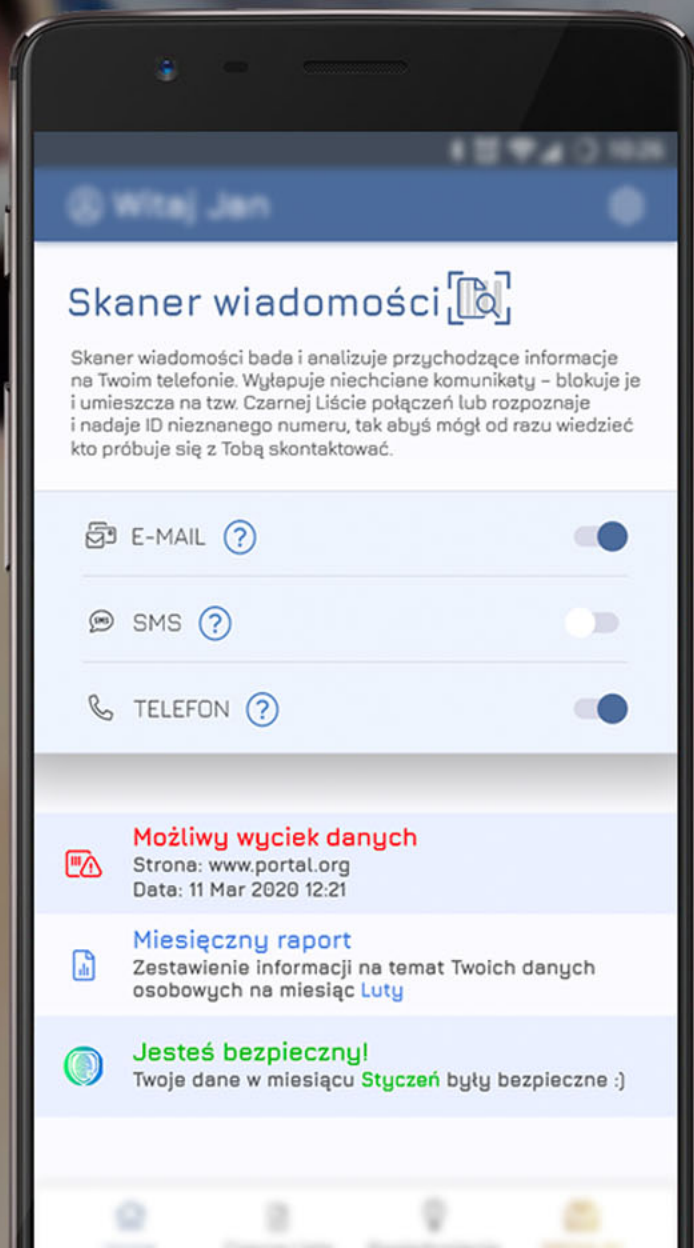 Witaj Jan
Skaner wiadomości
Skaner wiadomości bada i analizuje przychodzące informacje
na Twoim telefonie. Wyłapuje niechciane komunikaty – blokuje je
i umieszcza na tzw. Czarnej Liście połączeń lub rozpoznaje
i nadaje ID nieznanego numeru, tak abyś mógł od razu wiedzieć
kto próbuje się z Tobą skontaktować.
E-MAIL ?
SMS SMS ?
TELEFON ?
Możliwy wyciek danych
Strona: www.portal.org
Data: 11 Mar 2020 12:21
Miesięczny raport
Zestawienie informacji na temat Twoich danych
osobowych na miesiąc Luty
Jesteś bezpieczny!
Twoje dane w miesiącu Styczeń były bezpieczne :)